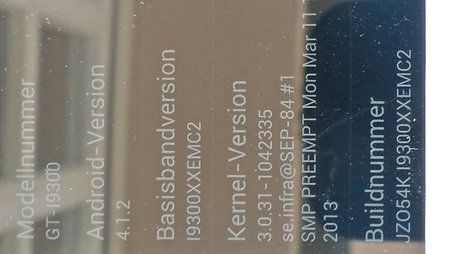 Modellnummer
GT-I9300
Android-Version
4.1.2
Basisbandversion
I9300XXEMC2
Kernel-Version
3.0.31-1042335
se.infra@SEP-84 #1
SMP PREEMPT Mon Mar 11
2013
Buildnummer
JZO54K.I9300XXEMC2